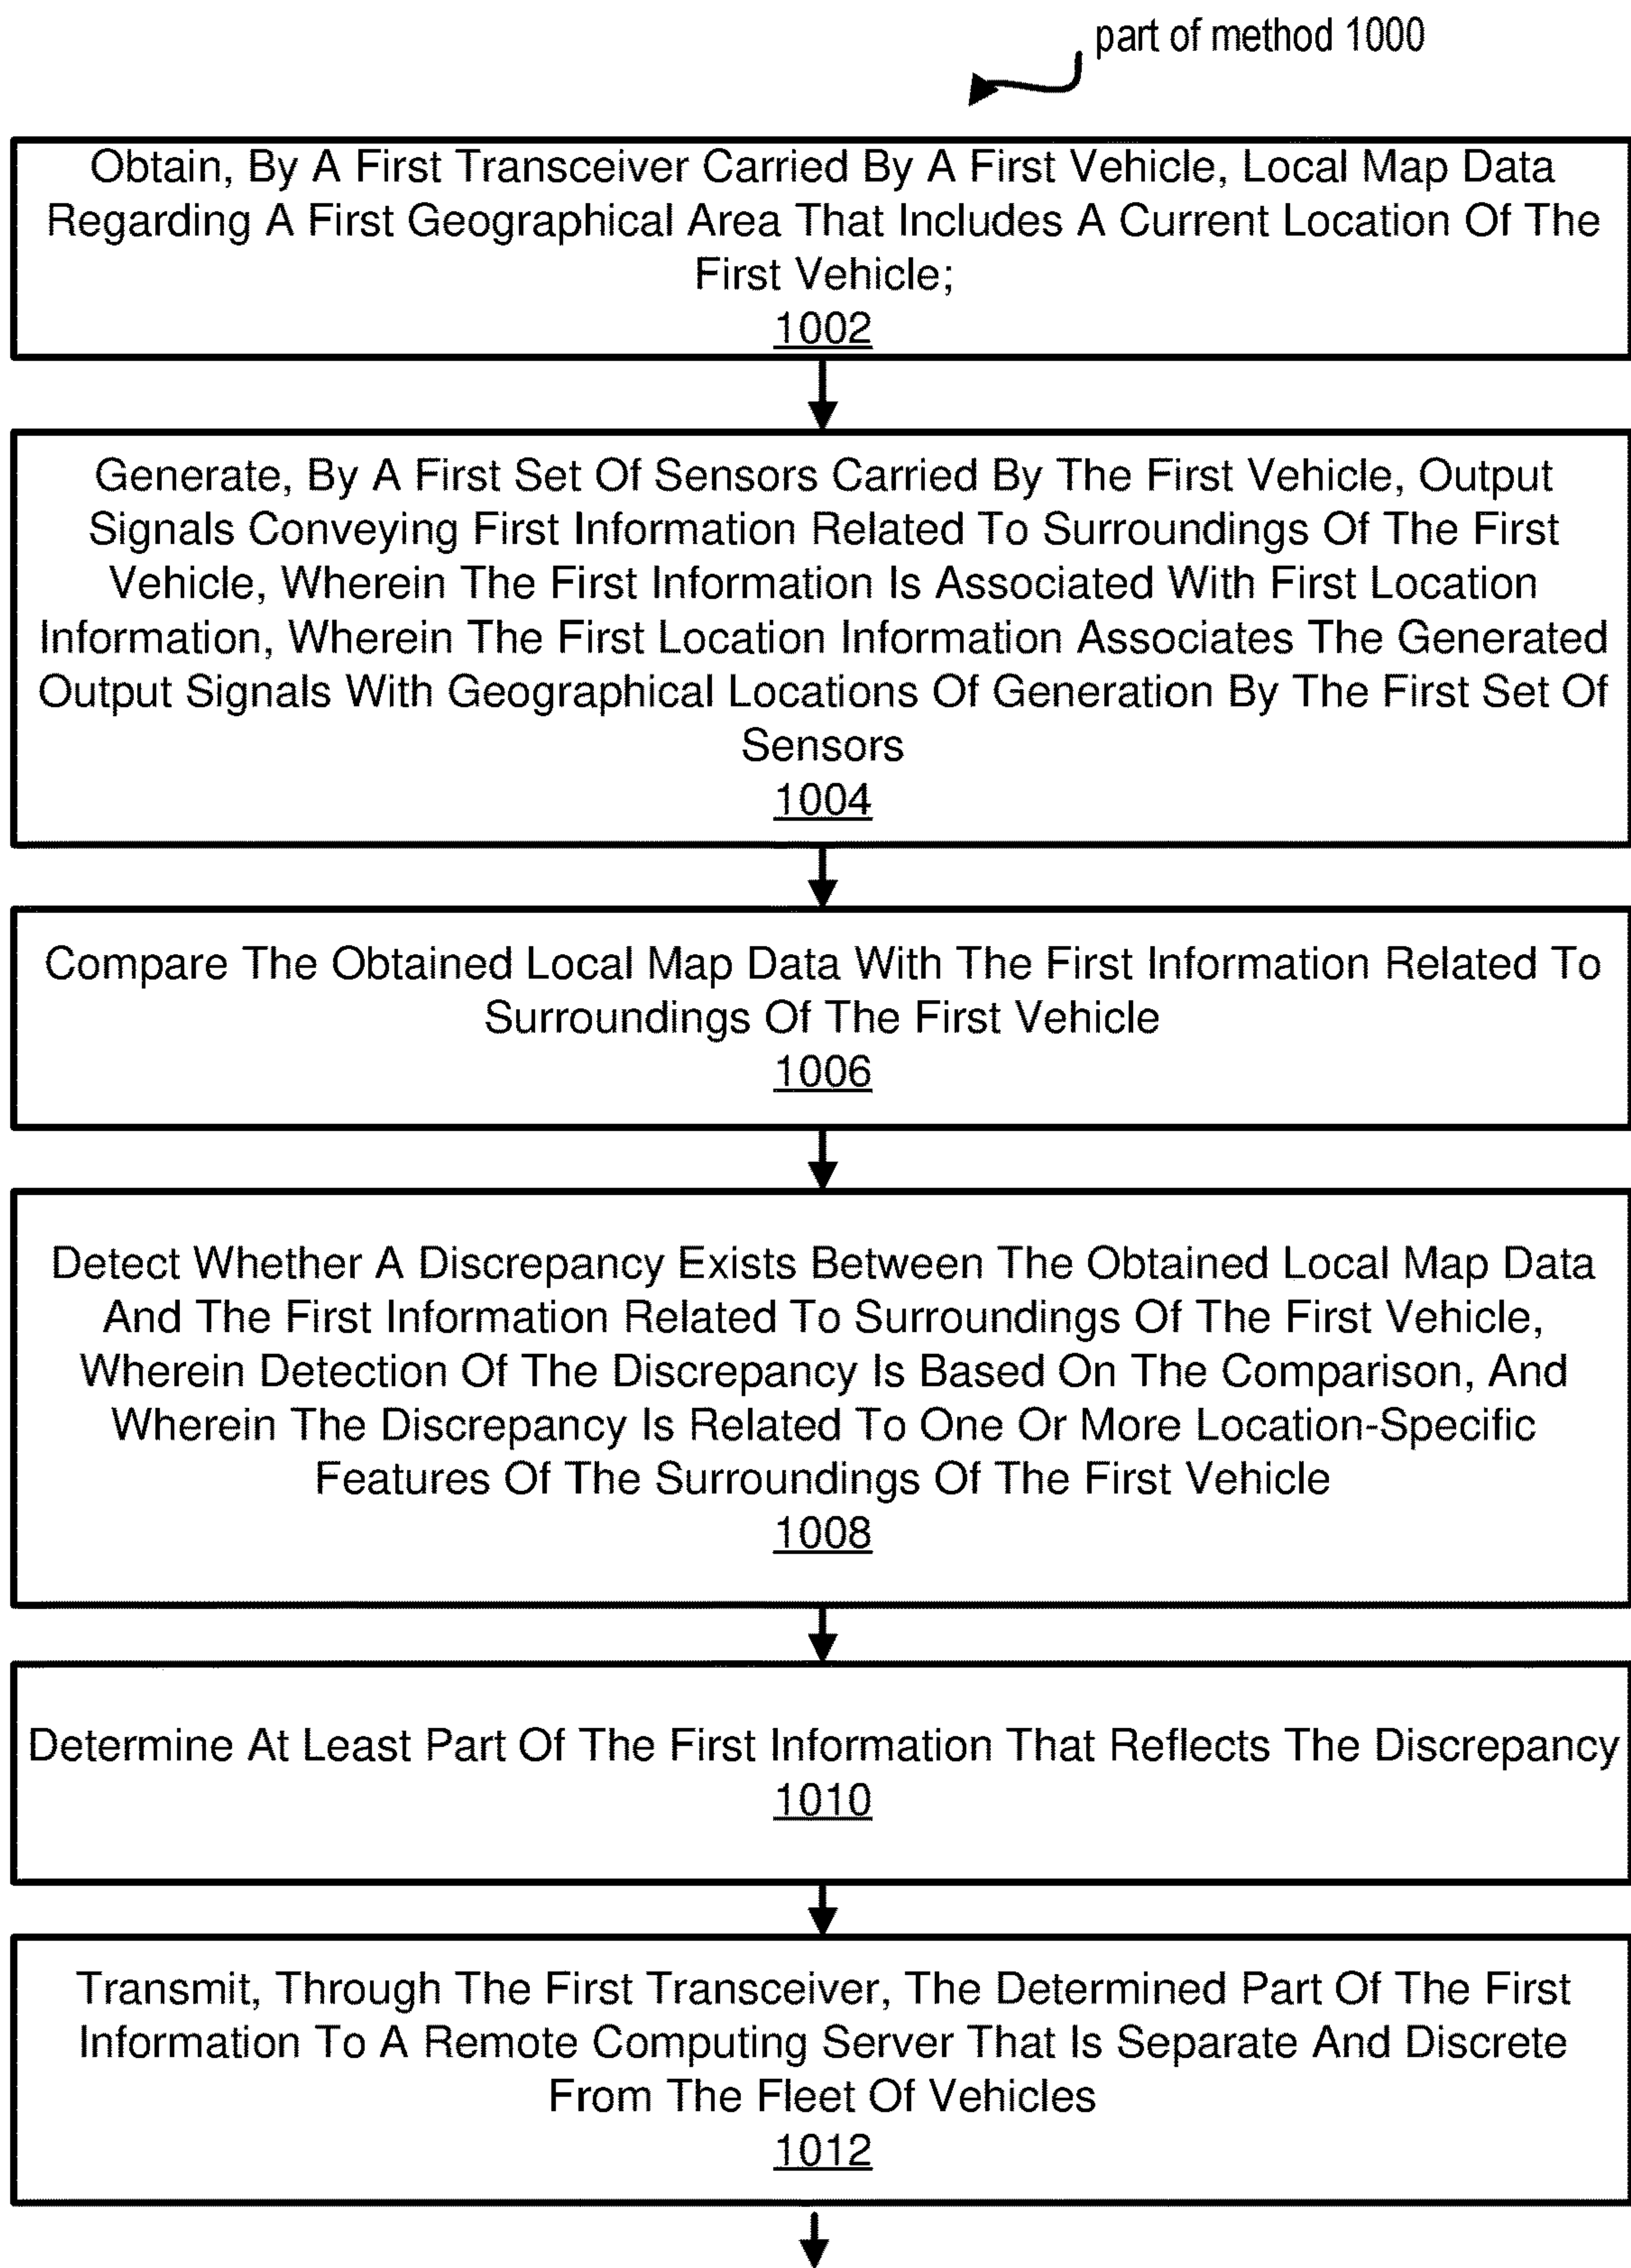 part of method 1000
Obtain, By A First Transceiver Carried By A First Vehicle, Local Map Data
Regarding A First Geographical Area That Includes A Current Location Of The
First Vehicle;
1002
Generate, By A First Set Of Sensors Carried By The First Vehicle, Output
Signals Conveying First Information Related To Surroundings Of The First
Vehicle, Wherein The First Information Is Associated With First Location
Information, Wherein The First Location Information Associates The Generated
Output Signals With Geographical Locations Of Generation By The First Set Of
Sensors
1004
Compare The Obtained Local Map Data With The First Information Related To
Surroundings Of The First Vehicle
1006
Detect Whether A Discrepancy Exists Between The Obtained Local Map Data
And The First Information Related To Surroundings Of The First Vehicle,
Wherein Detection Of The Discrepancy Is Based On The Comparison, And
Wherein The Discrepancy Is Related To One Or More Location-Specific
Features Of The Surroundings Of The First Vehicle
1008
Determine At Least Part Of The First Information That Reflects The Discrepancy
1010
Transmit, Through The First Transceiver, The Determined Part Of The First
Information To A Remote Computing Server That Is Separate And Discrete
From The Fleet Of Vehicles
1012